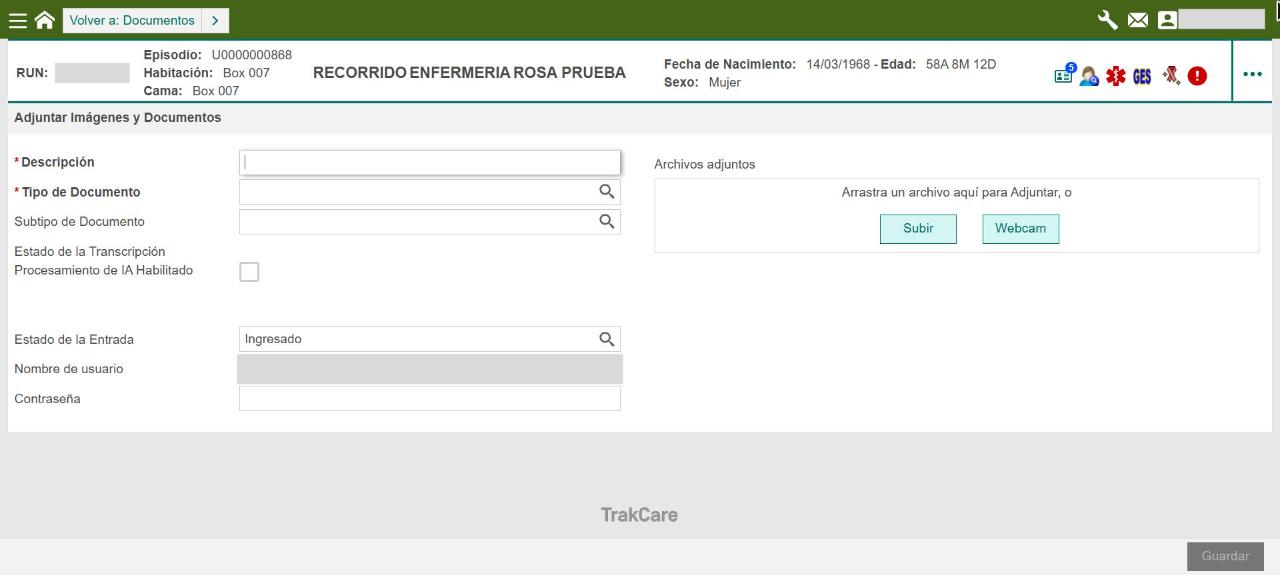 Volver a: Documentos
RUN:
Episodio: U0000000868
Habitación: Box 007
Cama: Box 007
RECORRIDO ENFERMERIA ROSA PRUEBA
Fecha de Nacimiento: 14/03/1968 - Edad: 58A 8M 12D
Sexo: Mujer
5
GES
Adjuntar Imágenes y Documentos
* Descripción
* Tipo de Documento
Subtipo de Documento
Estado de la Transcripción
Procesamiento de IA Habilitado
Estado de la Entrada Ingresado
Nombre de usuario
Contraseña
Archivos adjuntos
Arrastra un archivo aquí para Adjuntar, o
Subir Webcam
TrakCare
Guardar